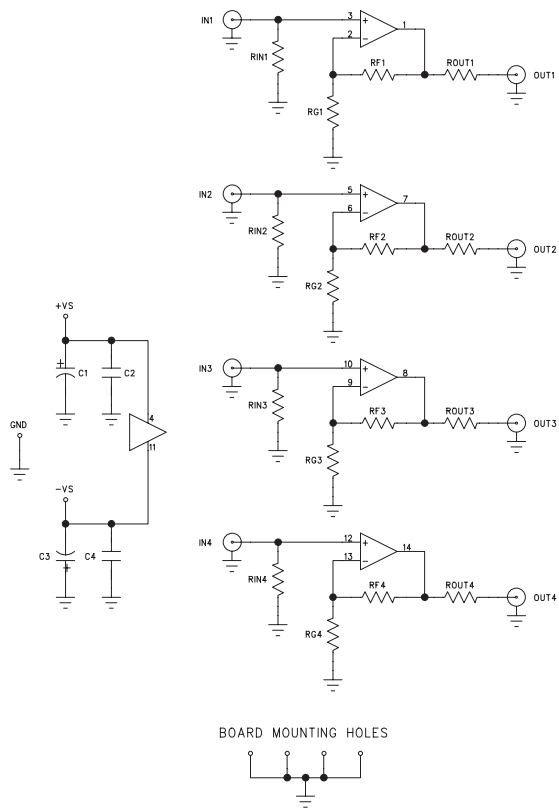 IN1
3
1
2
RIN1
RF1
ROUT1
OUT1
RG1
IN2
5
7
6
RIN2
RF2
ROUT2
OUT2
RG2
+VS
+
C1
C2
4
11
GND
-VS
C3
+
C4
IN3
10
8
9
RIN3
RF3
ROUT3
OUT3
RG3
IN4
12
14
13
RIN4
RF4
ROUT4
OUT4
RG4
BOARD MOUNTING HOLES